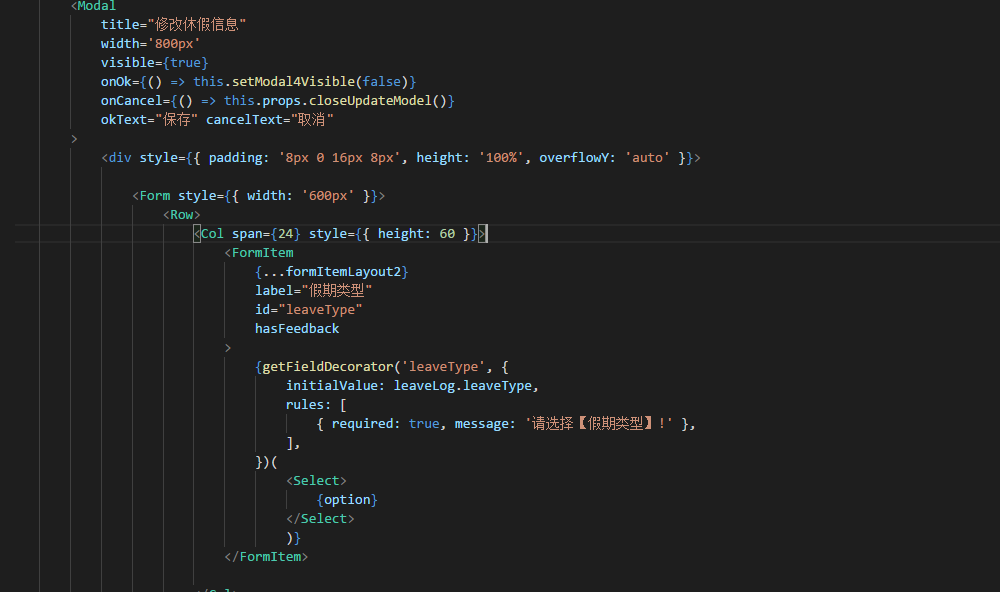 <Modal
title="修改休假信息"
width='800px'
visible={true}
onOk={() => this.setModal4Visible(false)}
onCancel={() => this.props.closeUpdateModel()}
okText="保存" cancelText="取消"
>
<div style={{ padding: '8px 0 16px 8px', height: '100%', overflowY: 'auto' }}>
<Form style={{ width: '600px' }}>
<Row>
<Col span={24} style={{ height: 60 }}>
<FormItem
{...formItemLayout2}
label="假期类型"
id="leaveType"
hasFeedback
>
{getFieldDecorator('leaveType', {
initialValue: leaveLog.leaveType,
rules: [
{ required: true, message: '请选择【假期类型】!' },
],
})(
<Select>
{option}
</Select>
)}
</FormItem>